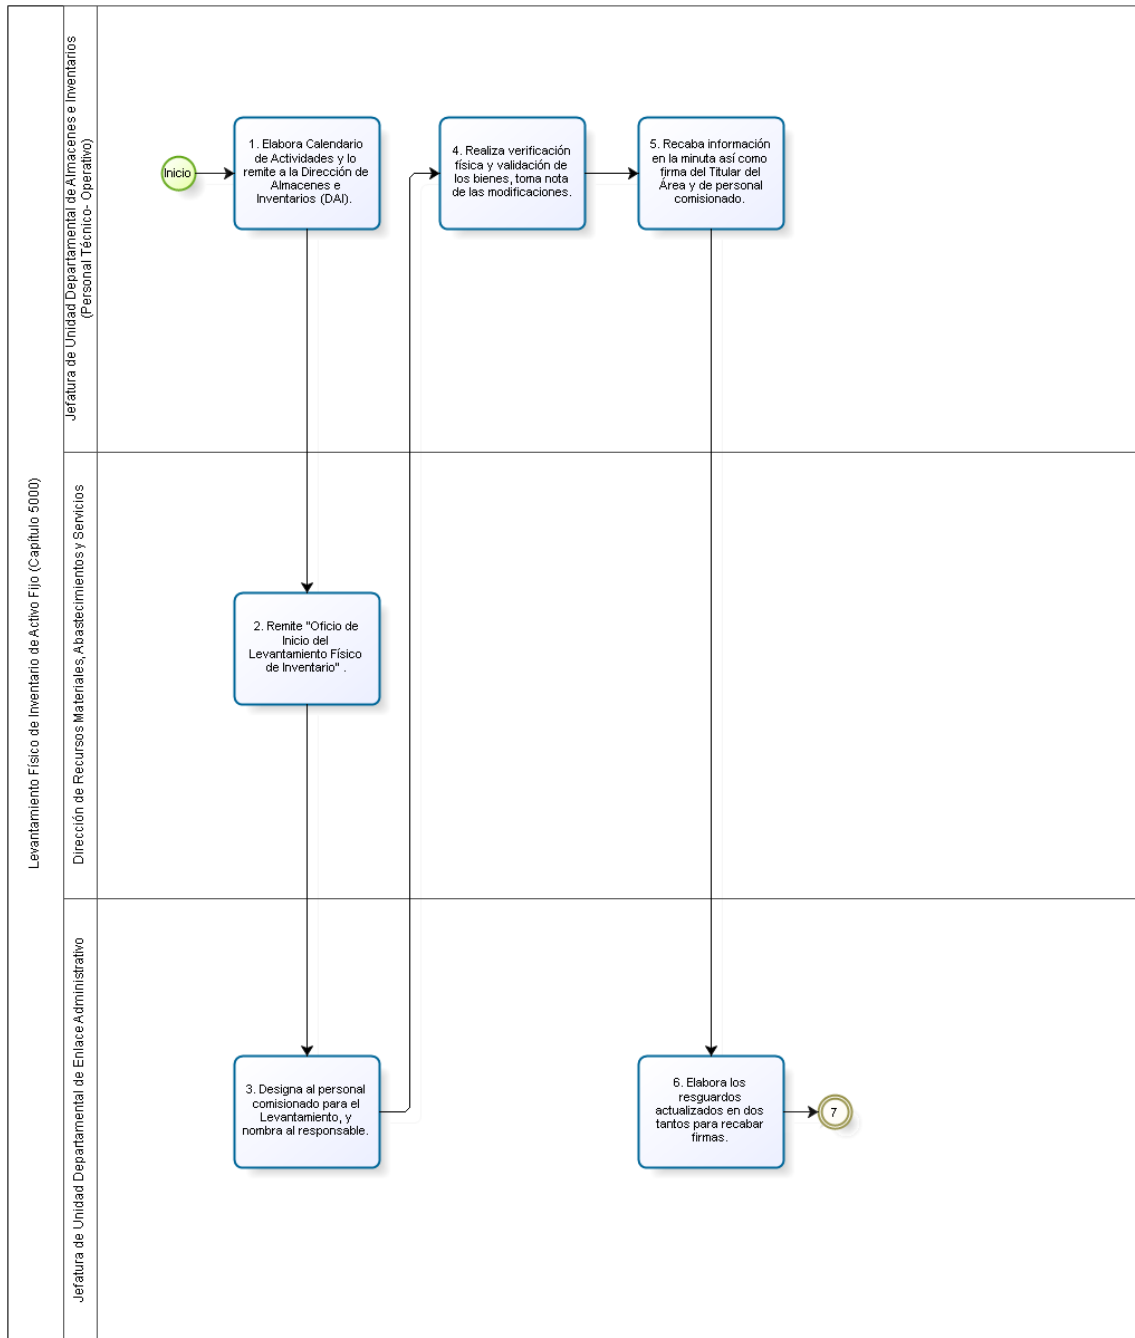 Levantamiento Físico de Inventario de Activo Fijo (Capítulo 5000)
Jefatura de Unidad Departamental de Almacenes e Inventarios
(Personal Técnico- Operativo)
Inicio
1. Elabora Calendario
de Actividades y lo
remite a la Dirección de
Almacenes e
Inventarios (DAI).
4. Realiza verificación
física y validación de
los bienes, toma nota
de las modificaciones.
5. Recaba información
en la minuta así como
firma del Titular del
Área y de personal
comisionado.
Dirección de Recursos Materiales, Abastecimientos y Servicios
2. Remite "Oficio de
Inicio del
Levantamiento Físico
de Inventario" .
Jefatura de Unidad Departamental de Enlace Administrativo
3. Designa al personal
comisionado para el
Levantamiento, y
nombra al responsable.
6. Elabora los
resguardos
actualizados en dos
tantos para recabar
firmas.
7